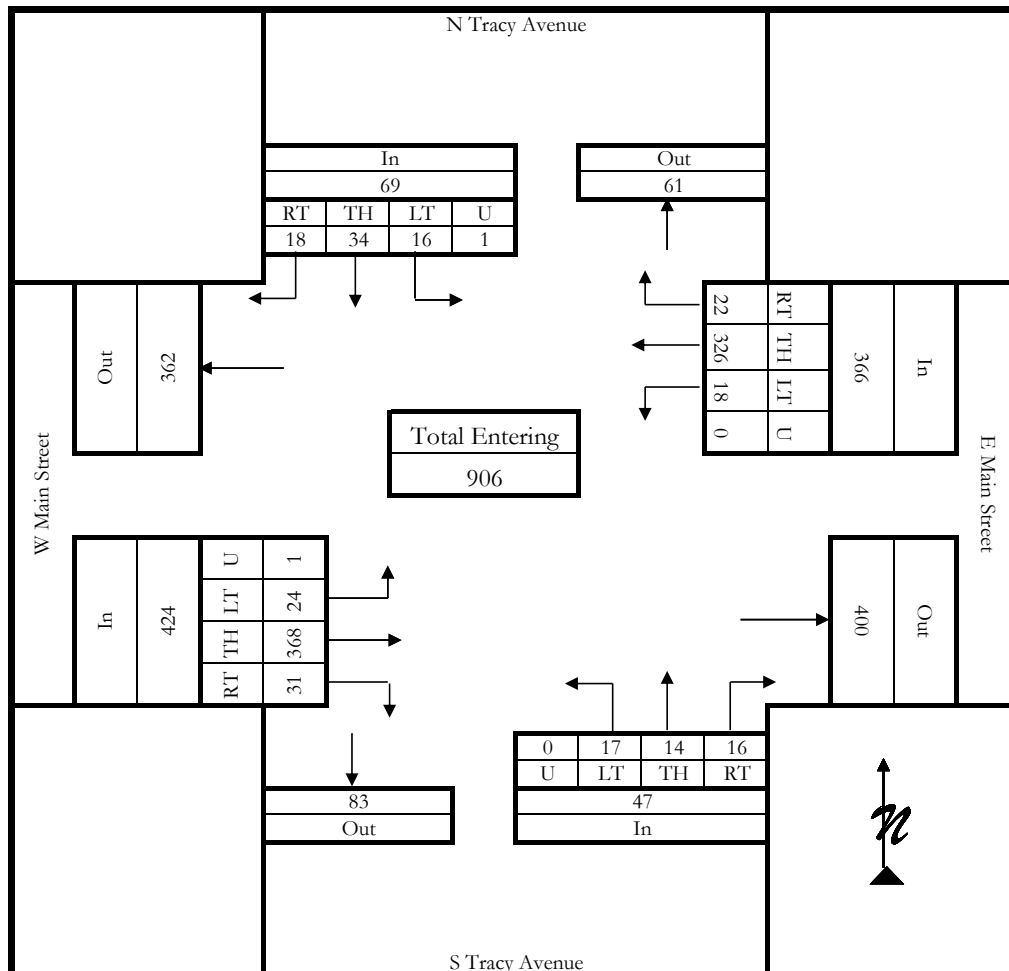 N Tracy Avenue
In
69
RT TH LT U
18 34 16 1
Out
61
Out
362
22 RT
326 TH
18 LT
0 U
366
In
Total Entering
906
W Main Street
E Main Street
In
424
U 1
LT 24
TH 368
RT 31
400
Out
83
Out
0 17 14 16
U LT TH RT
47
In
N
S Tracy Avenue